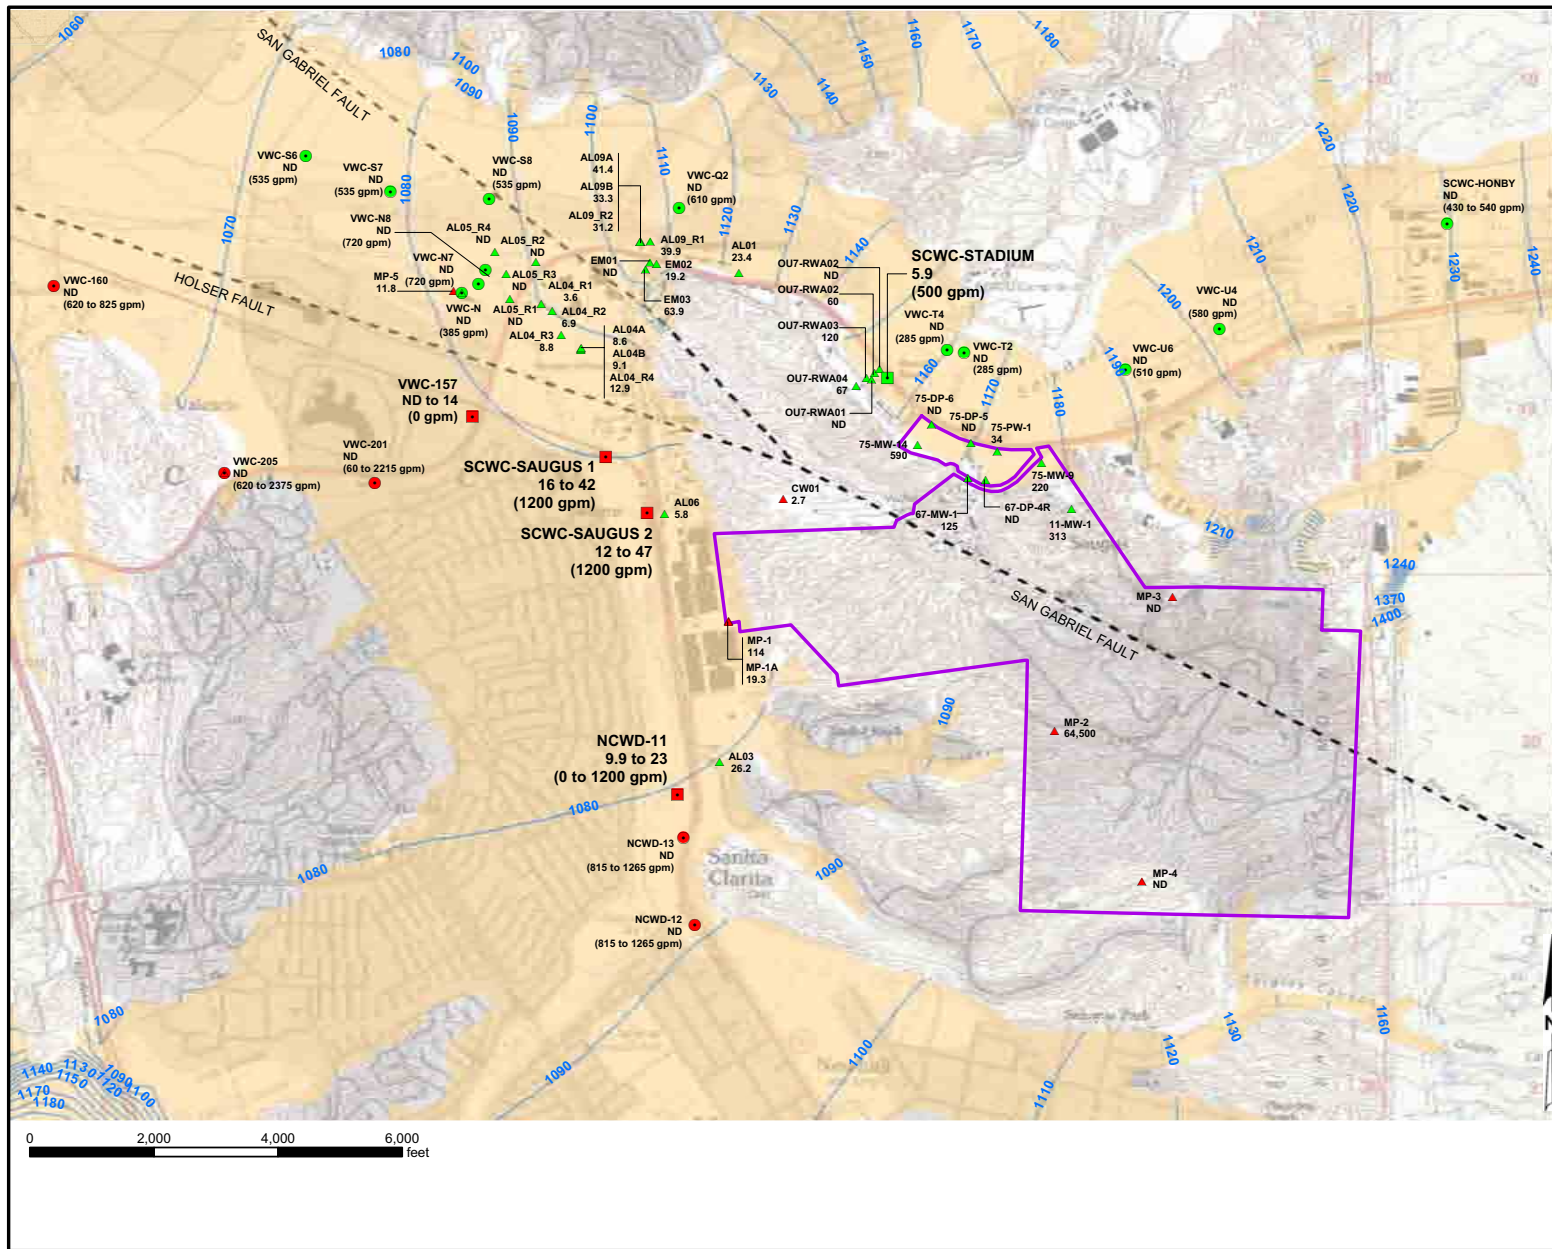 1060
SAN GABRIEL FAULT
1080
1100
1090
1060
1100
1110
1120
1130
1130
1140
1150
1160
1170
1180
1140
1070
1080
HOLSER FAULT
VWC-S6
ND
(535 gpm)
VWC-S7
ND
(535 gpm)
VWC-S8
ND
(535 gpm)
VWC-N8
ND
(720 gpm)
VWC-N7
ND
(720 gpm)
MP-5
11.8
VWC-N
ND
(385 gpm)
VWC-160
ND
(620 to 825 gpm)
AL05_R4
ND
AL05_R2
ND
AL05_R3
ND
AL05_R1
ND
AL04_R1
3.6
AL04_R2
6.9
AL04_R3
8.8
AL04A
8.6
AL04B
9.1
AL04_R4
12.9
AL09A
41.4
AL09B
33.3
AL09_R2
31.2
AL09_R1
39.9
EM01
ND
EM02
19.2
EM03
63.9
VWC-Q2
ND
(610 gpm)
AL01
23.4
OU7-RWA02
ND
OU7-RWA02
60
OU7-RWA03
120
OU7-RWA04
67
OU7-RWA01
ND
SCWC-STADIUM
5.9
(500 gpm)
VWC-T4
ND
(285 gpm)
VWC-T2
ND
(285 gpm)
VWC-U4
ND
(580 gpm)
VWC-U6
ND
(510 gpm)
SCWC-HONBY
ND
(430 to 540 gpm)
1220
1220
1210
1200
1190
1230
1240
1160
1170
1180
VWC-157
ND to 14
(0 gpm)
VWC-205
ND
(620 to 2375 gpm)
VWC-201
ND
(60 to 2215 gpm)
SCWC-SAUGUS 1
16 to 42
(1200 gpm)
SCWC-SAUGUS 2
12 to 47
(1200 gpm)
AL06
5.8
CW01
2.7
75-DP-6
ND
75-DP-5
ND
75-PW-1
34
75-MW-14
590
75-MW-9
220
67-MW-1
125
67-DP-4R
ND
11-MW-1
313
1210
1240
1370
1400
SAN GABRIEL FAULT
MP-3
ND
MP-1
114
MP-1A
19.3
MP-2
64,500
MP-4
ND
1090
NCWD-11
9.9 to 23
(0 to 1200 gpm)
AL03
26.2
1080
1080
NCWD-13
ND
(815 to 1265 gpm)
Santa
Clarita
1090
NCWD-12
ND
(815 to 1265 gpm)
1080
1090
1100
1110
1120
1130
1160
1140
1130
1090
1150
1120
1100
1170
1180
N
0
2,000
4,000
6,000
feet